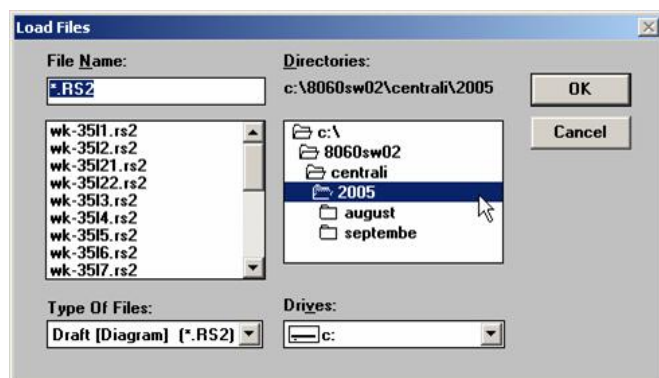 Load Files
File Name:
*.RS2
wk-35l1.rs2
wk-35l2.rs2
wk-35l21.rs2
wk-35l22.rs2
wk-35l3.rs2
wk-35l4.rs2
wk-35l5.rs2
wk-35l6.rs2
wk-35l7.rs2
Type Of Files:
Draft [Diagram] (*.RS2)
Directories:
c:\8060sw02\centrali\2005
c:\
8060sw02
centrali
2005
august
septembe
Drives:
c:
OK
Cancel